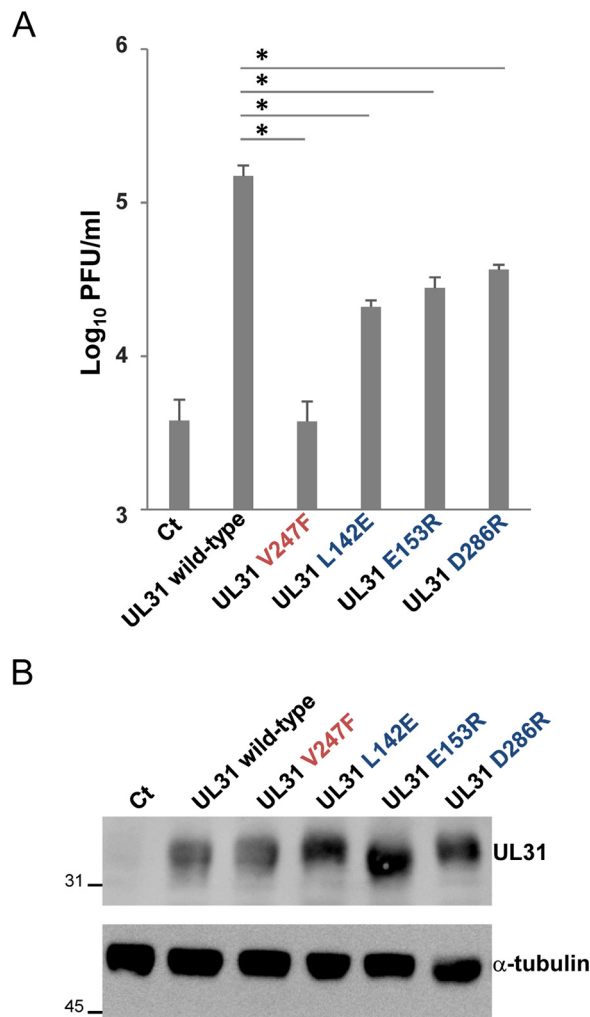 A
6
*
*
*
*
5
4
3
Log10 PFU/ml
Ct
UL31 wild-type
UL31 V247F
UL31 L142E
UL31 E153R
UL31 D286R
B
Ct
UL31 wild-type
UL31 V247F
UL31 L142E
UL31 E153R
UL31 D286R
UL31
31
α-tubulin
45